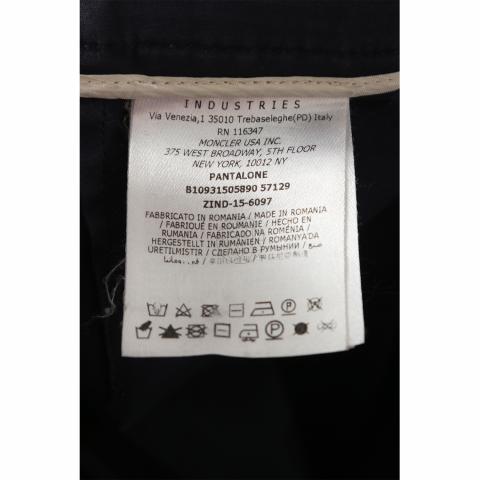 INDUSTRIES
Via Venezia,1 35010 Trebaseleghe(PD) Italy
RN 116347
MONCLER USA INC.
375 WEST BROADWAY, 5TH FLOOR
NEW YORK, 10012 NY
PANTALONE
B10931505890 57129
ZIND-15-6097
FABBRICATO IN ROMANIA / MADE IN ROMANIA
/ FABRIQUÉ EN ROUMANIE / HECHO EN
RUMANIA / FABRICADO NA ROMÉNIA /
HERGESTELLT IN RUMÄNIEN / ROMANYA'DA
ÜRETILMISTIR / СДЕЛАНО В РУМЫНИИ /